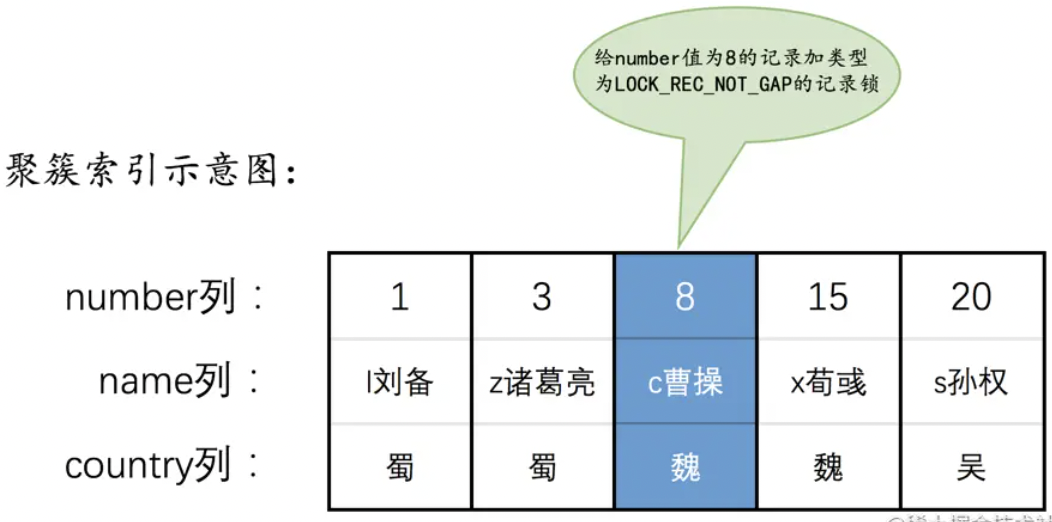 给number值为8的记录加类型
为LOCK_REC_NOT_GAP的记录锁
聚簇索引示意图：
number列： 1 3 8 15 20
name列： l刘备 z诸葛亮 c曹操 x荀彧 s孙权
country列： 蜀 蜀 魏 魏 吴